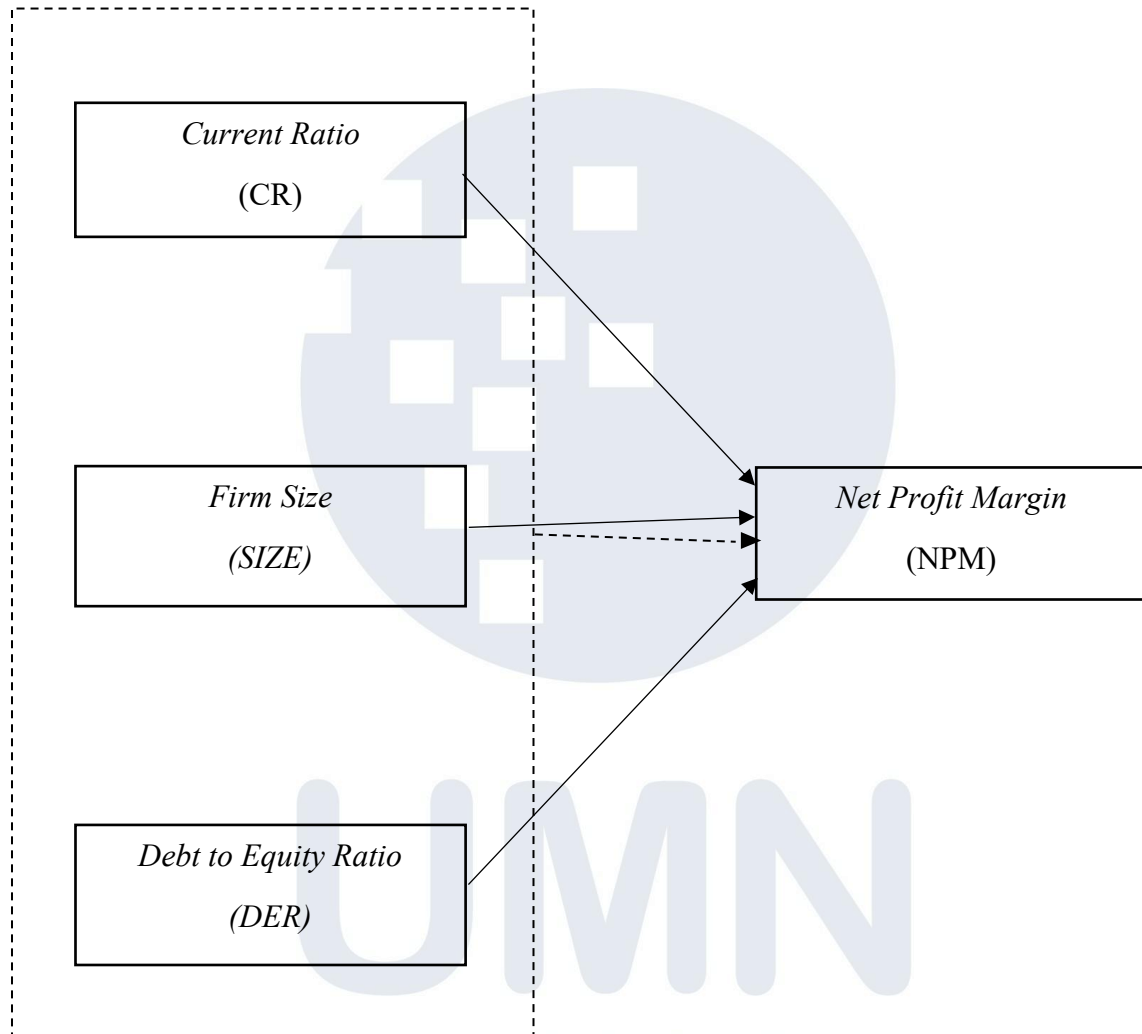 Current Ratio
(CR)
Firm Size
(SIZE)
Net Profit Margin
(NPM)
Debt to Equity Ratio
(DER)
UMN